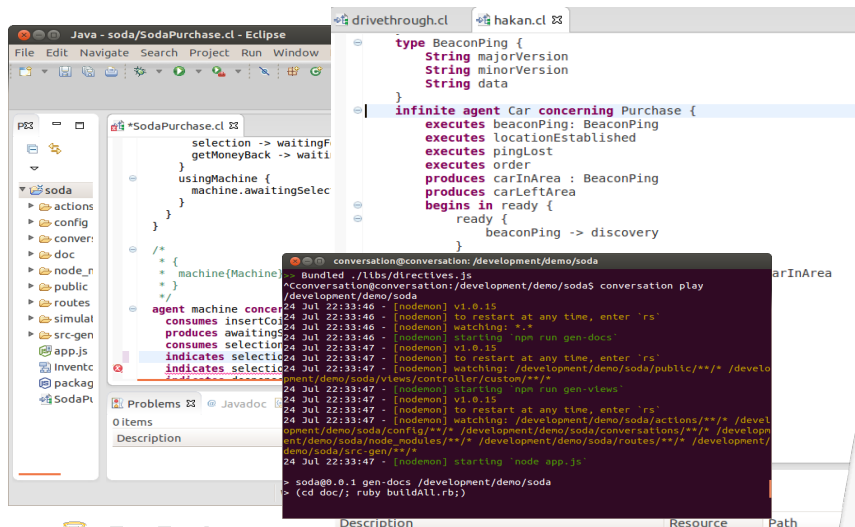 drivethrough.cl hakan.cl
type BeaconPing {
String majorVersion
String minorVersion
String data
}
infinite agent Car concerning Purchase {
executes beaconPing: BeaconPing
executes locationEstablished
executes pingLost
executes order
produces carInArea : BeaconPing
produces carLeftArea
begins in ready {
ready {
beaconPing -> discovery
}
arInArea
Java - soda/SodaPurchase.cl - Eclipse
File Edit Navigate Search Project Run Window
*SodaPurchase.cl
soda
actions
config
convers
doc
node_n
public
routes
simulat
src-gen
app.js
Invento
packag
SodaPu
selection -> waitingF
getMoneyBack -> waiti
}
usingMachine {
machine.awaitingSelec
}
}
}
/*
* {
* machine{Machine}
* }
*/
agent machine concer
consumes insertCoi
produces awaitingS
consumes selection
indicates selectio
indicates selectio
Problems Javadoc
0 items
Description
conversation@conversation: /development/demo/soda
>> Bundled ./libs/directives.js
^Cconversation@conversation:/development/demo/soda$ conversation play
/development/demo/soda
24 Jul 22:33:46 - [nodemon] v1.0.15
24 Jul 22:33:46 - [nodemon] to restart at any time, enter `rs`
24 Jul 22:33:46 - [nodemon] watching: *.*
24 Jul 22:33:46 - [nodemon] starting `npm run gen-docs`
24 Jul 22:33:47 - [nodemon] v1.0.15
24 Jul 22:33:47 - [nodemon] to restart at any time, enter `rs`
24 Jul 22:33:47 - [nodemon] watching: /development/demo/soda/public/**/* /develo
pment/demo/soda/views/controller/custom/**/*
24 Jul 22:33:47 - [nodemon] starting `npm run gen-views`
24 Jul 22:33:47 - [nodemon] v1.0.15
24 Jul 22:33:47 - [nodemon] to restart at any time, enter `rs`
24 Jul 22:33:47 - [nodemon] watching: /development/demo/soda/actions/**/* /devel
opment/demo/soda/config/**/* /development/demo/soda/conversations/**/* /developm
ent/demo/soda/node_modules/**/* /development/demo/soda/routes/**/* /development/
demo/soda/src-gen/**/*
24 Jul 22:33:47 - [nodemon] starting `node app.js`
> soda@0.0.1 gen-docs /development/demo/soda
> (cd doc/; ruby buildAll.rb;)
Description Resource Path